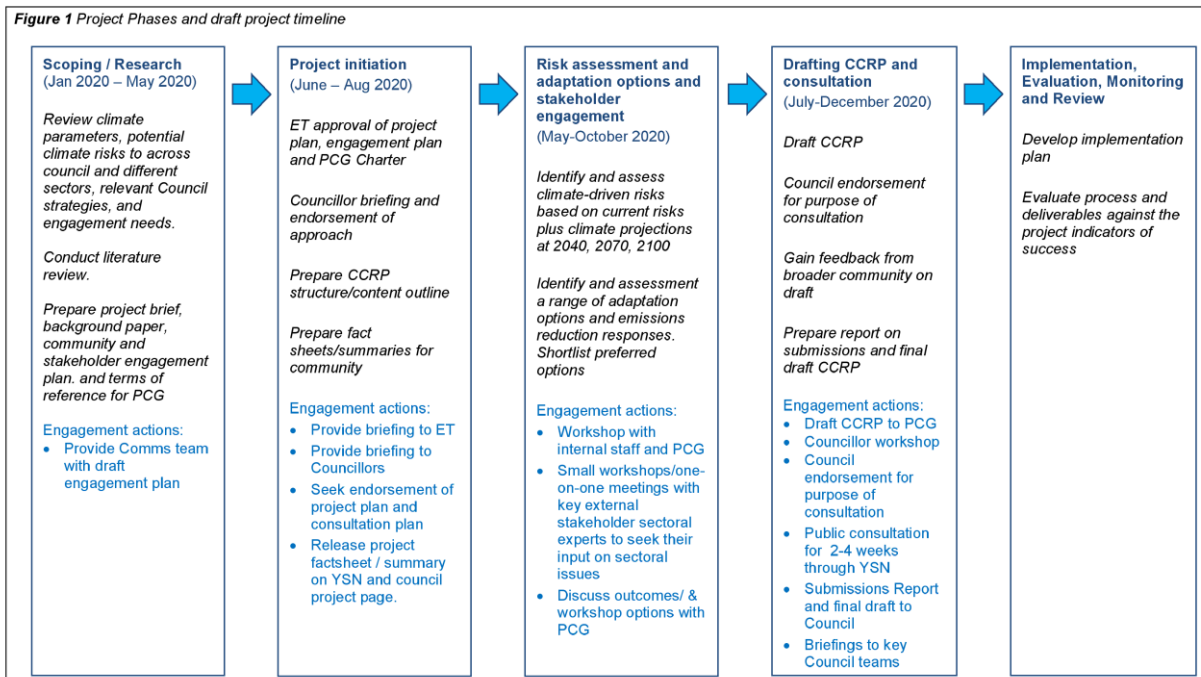 Figure 1 Project Phases and draft project timeline
Scoping / Research
(Jan 2020 – May 2020)
Review climate
parameters, potential
climate risks to across
council and different
sectors, relevant Council
strategies, and
engagement needs.
Conduct literature
review.
Prepare project brief,
background paper,
community and
stakeholder engagement
plan. and terms of
reference for PCG
Engagement actions:
• Provide Comms team
with draft
engagement plan
Project initiation
(June – Aug 2020)
ET approval of project
plan, engagement plan
and PCG Charter
Councillor briefing and
endorsement of
approach
Prepare CCRP
structure/content outline
Prepare fact
sheets/summaries for
community
Engagement actions:
• Provide briefing to ET
• Provide briefing to
Councillors
• Seek endorsement of
project plan and
consultation plan
• Release project
factsheet / summary
on YSN and council
project page.
Risk assessment and
adaptation options and
stakeholder
engagement
(May-October 2020)
Identify and assess
climate-driven risks
based on current risks
plus climate projections
at 2040, 2070, 2100
Identify and assessment
a range of adaptation
options and emissions
reduction responses.
Shortlist preferred
options
Engagement actions:
• Workshop with
internal staff and PCG
• Small workshops/one-
on-one meetings with
key external
stakeholder sectoral
experts to seek their
input on sectoral
issues
• Discuss outcomes/ &
workshop options with
PCG
Drafting CCRP and
consultation
(July-December 2020)
Draft CCRP
Council endorsement
for purpose of
consultation
Gain feedback from
broader community on
draft
Prepare report on
submissions and final
draft CCRP
Engagement actions:
• Draft CCRP to PCG
• Councillor workshop
• Council
endorsement for
purpose of
consultation
• Public consultation
for 2-4 weeks
through YSN
• Submissions Report
and final draft to
Council
• Briefings to key
Council teams
Implementation,
Evaluation, Monitoring
and Review
Develop implementation
plan
Evaluate process and
deliverables against the
project indicators of
success